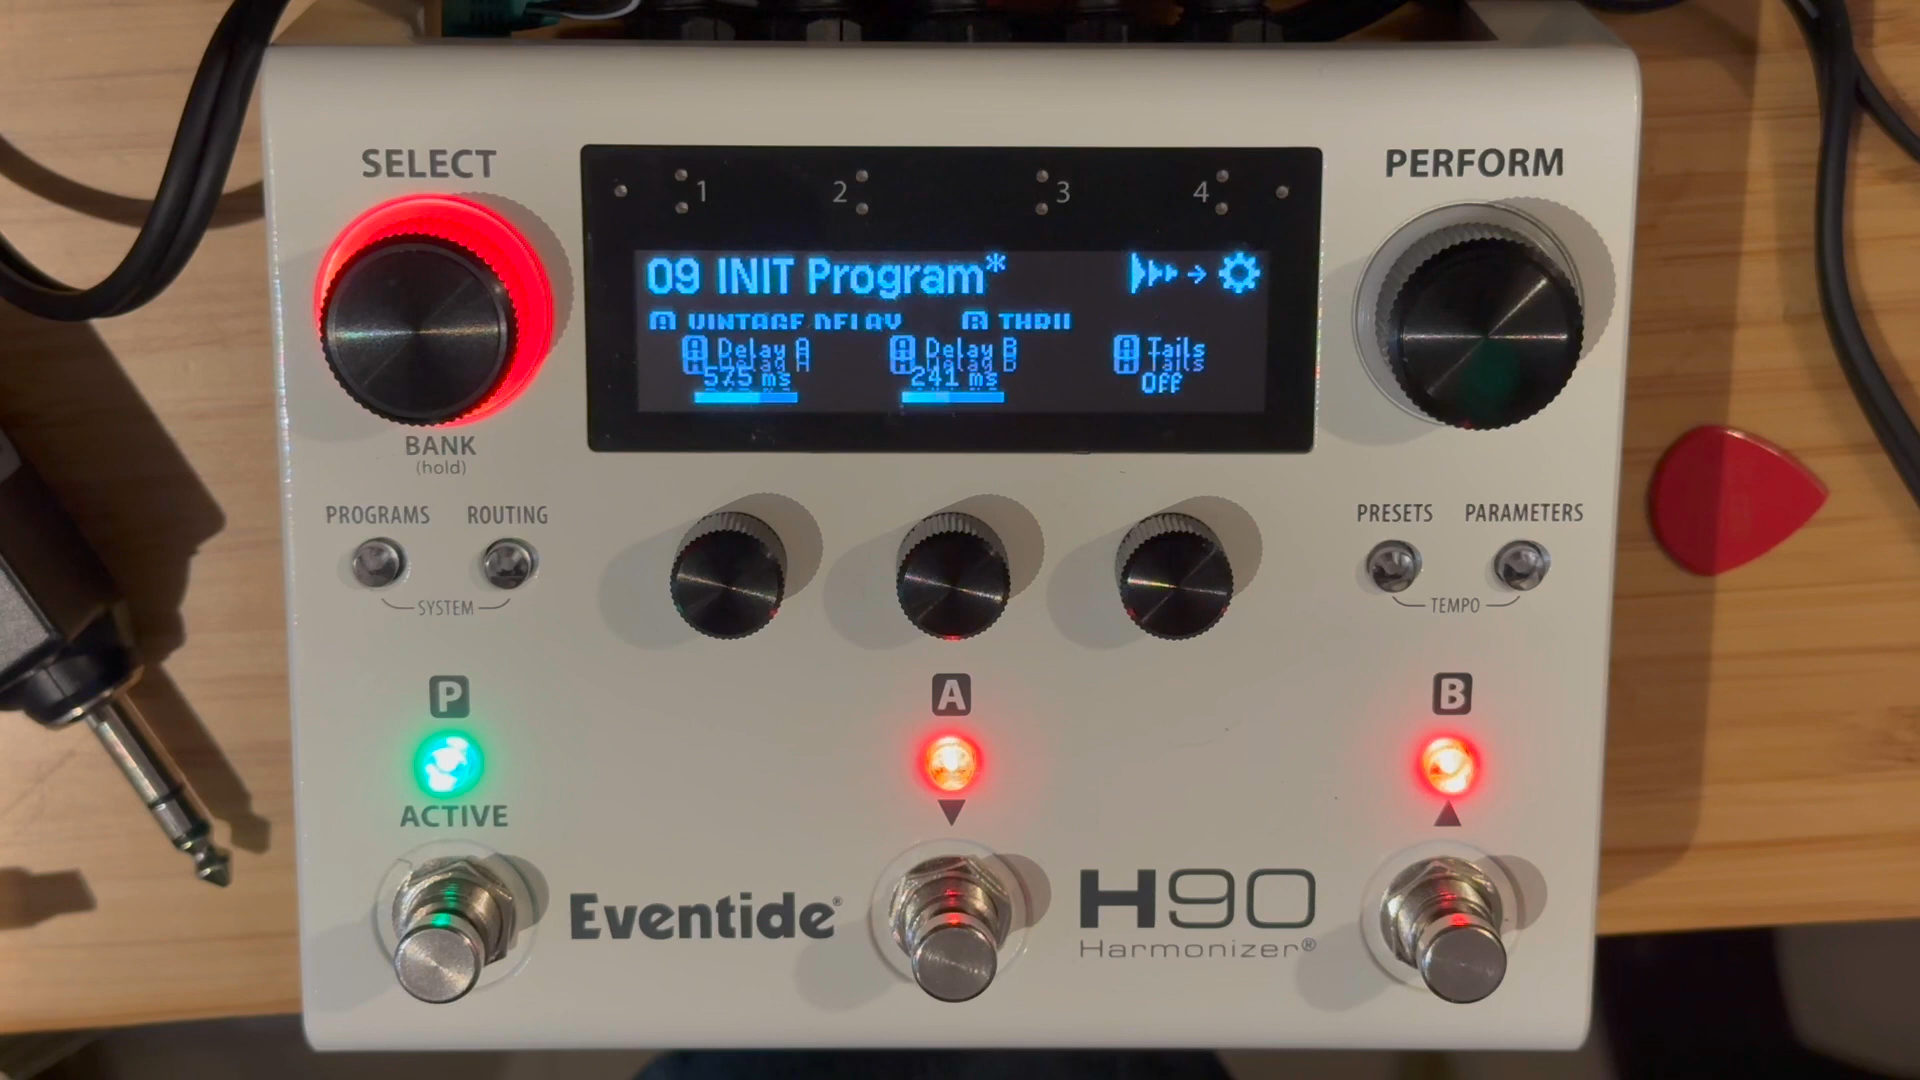 SELECT
PERFORM
1 2 3 4
09 INIT Program*
A VINTAGE DELAY B THRU
A Delay A A Delay B A Tails
575 ms 241 ms Off
BANK
(hold)
PROGRAMS ROUTING
PRESETS PARAMETERS
SYSTEM
TEMPO
P A B
ACTIVE
Eventide®
H90
Harmonizer®